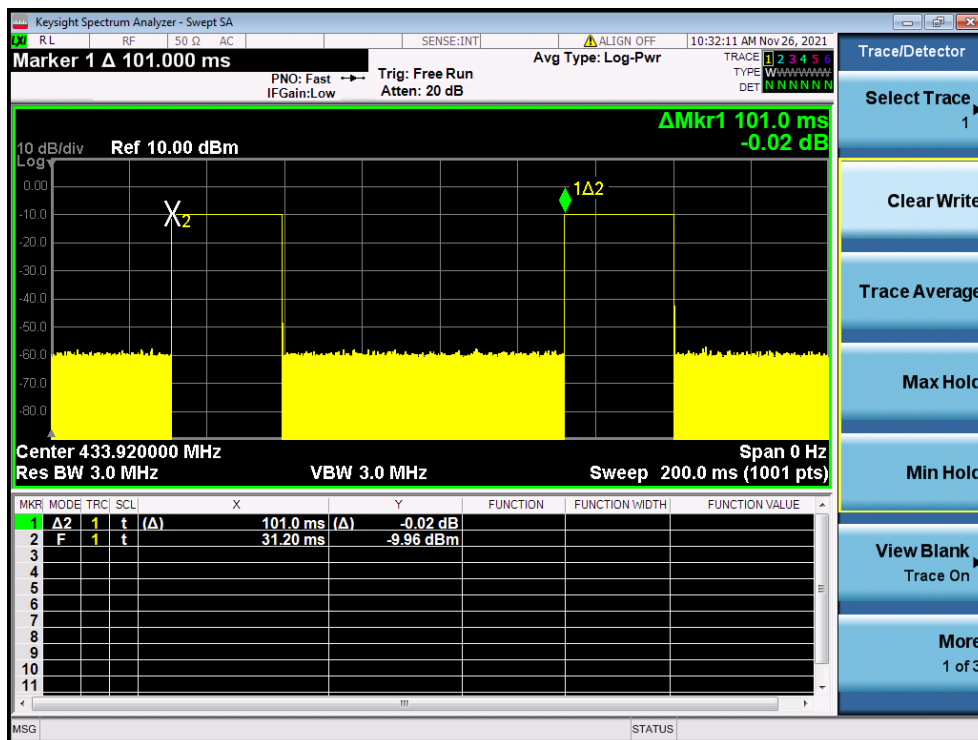 Keysight Spectrum Analyzer - Swept SA
LXI RL RF 50 Ω AC SENSE:INT ALIGN OFF 10:32:11 AM Nov 26, 2021
Marker 1 Δ 101.000 ms
PNO: Fast
IFGain:Low
Trig: Free Run
Atten: 20 dB
Avg Type: Log-Pwr
TRACE 1 2 3 4 5 6
TYPE WWWWWWW
DET N N N N N N
ΔMkr1 101.0 ms
-0.02 dB
10 dB/div Ref 10.00 dBm
Log
0.00
-10.0
-20.0
-30.0
-40.0
-50.0
-60.0
-70.0
-80.0
X2
1Δ2
Center 433.920000 MHz Span 0 Hz
Res BW 3.0 MHz VBW 3.0 MHz Sweep 200.0 ms (1001 pts)
MKR MODE TRC SCL X Y FUNCTION FUNCTION WIDTH FUNCTION VALUE
1 Δ2 1 t (Δ) 101.0 ms (Δ) -0.02 dB
2 F 1 t 31.20 ms -9.96 dBm
3
4
5
6
7
8
9
10
11
MSG STATUS
Trace/Detector
Select Trace
1
Clear Write
Trace Average
Max Hold
Min Hold
View Blank
Trace On
More
1 of 3